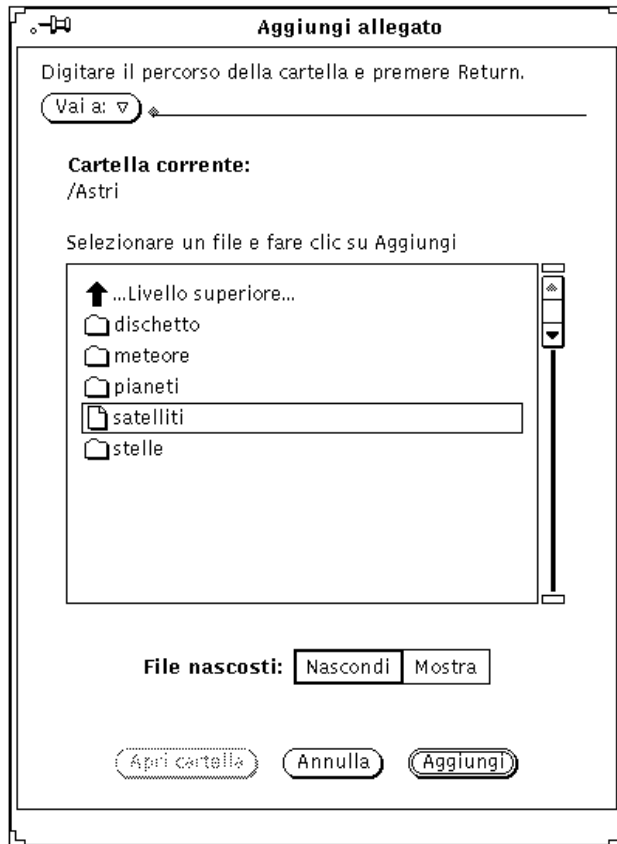 Aggiungi allegato
Digitare il percorso della cartella e premere Return.
Vai a:
Cartella corrente:
/Astri
Selezionare un file e fare clic su Aggiungi
...Livello superiore...
dischetto
meteore
pianeti
satelliti
stelle
File nascosti: Nascondi Mostra
Apri cartella Annulla Aggiungi